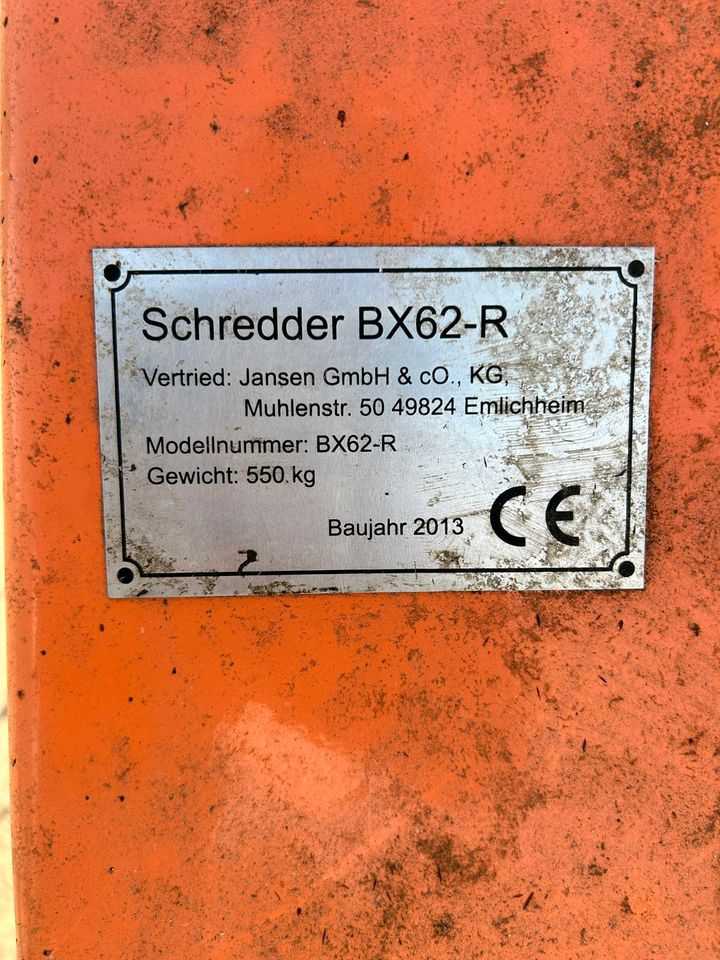 Schredder BX62-R
Vertried: Jansen GmbH & cO., KG,
Muhlenstr. 50 49824 Emlichheim
Modellnummer: BX62-R
Gewicht: 550 kg
Baujahr 2013 CE